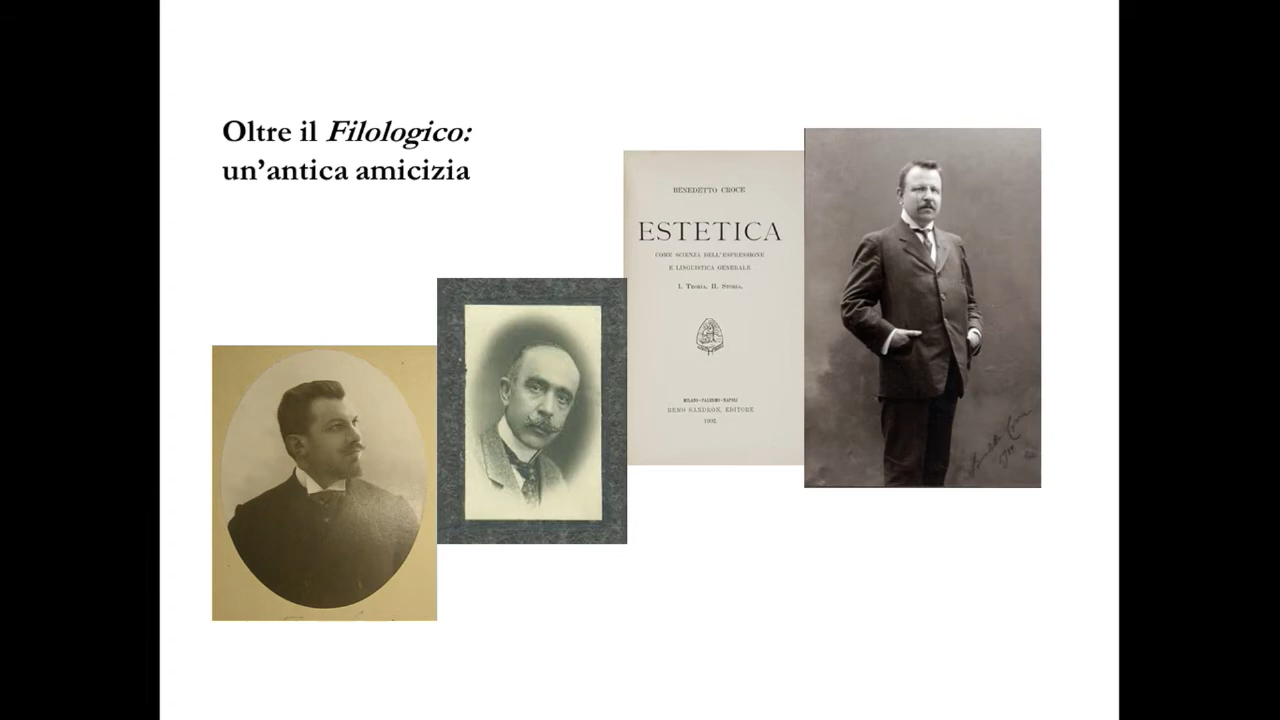 Oltre il Filologico:
un’antica amicizia
BENEDETTO CROCE
ESTETICA
COME SCIENZA DELL'ESPRESSIONE
E LINGUISTICA GENERALE
I. Teoria. II. Storia.
MILANO-PALERMO-NAPOLI
REMO SANDRON, EDITORE
1902